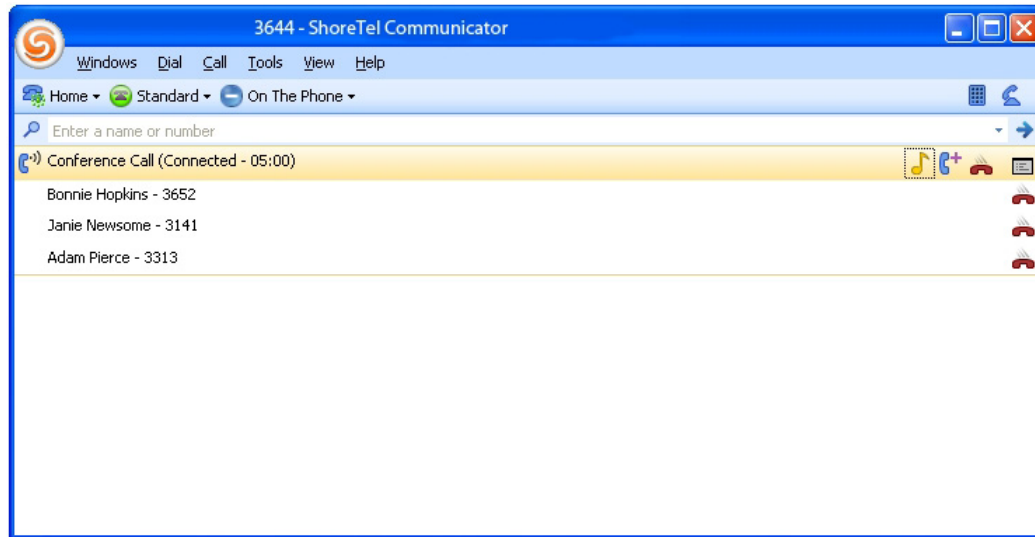 3644 - ShoreTel Communicator
Windows Dial Call Tools View Help
Home Standard On The Phone
Enter a name or number
Conference Call (Connected - 05:00)
Bonnie Hopkins - 3652
Janie Newsome - 3141
Adam Pierce - 3313